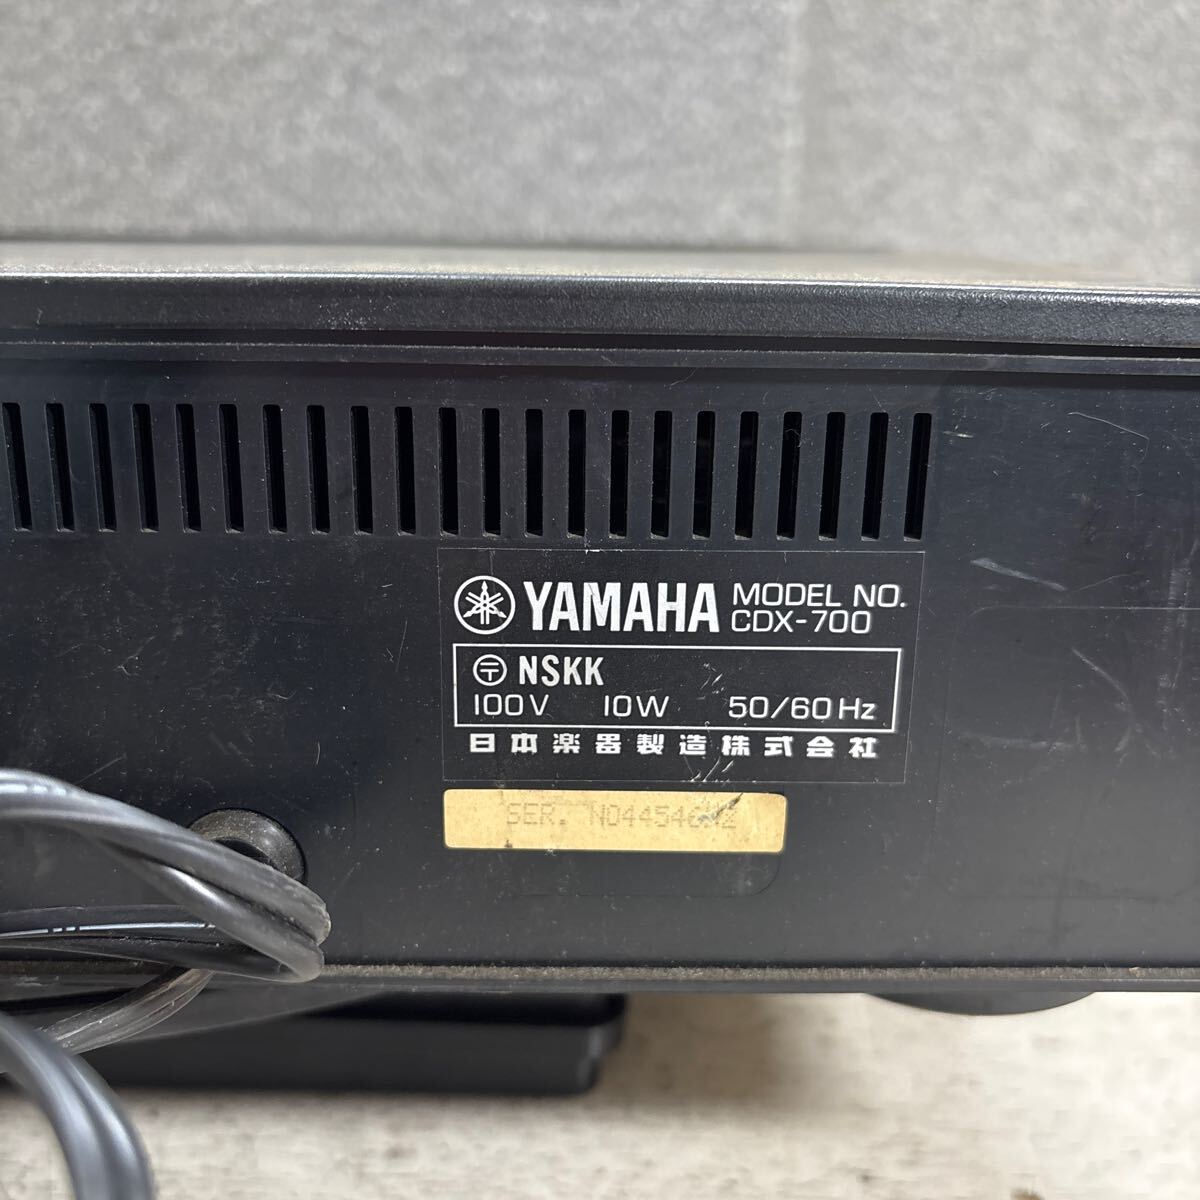 YAMAHA MODEL NO.
CDX-700
〒 NSKK
100V 10W 50/60Hz
日本楽器製造株式会社
SER.